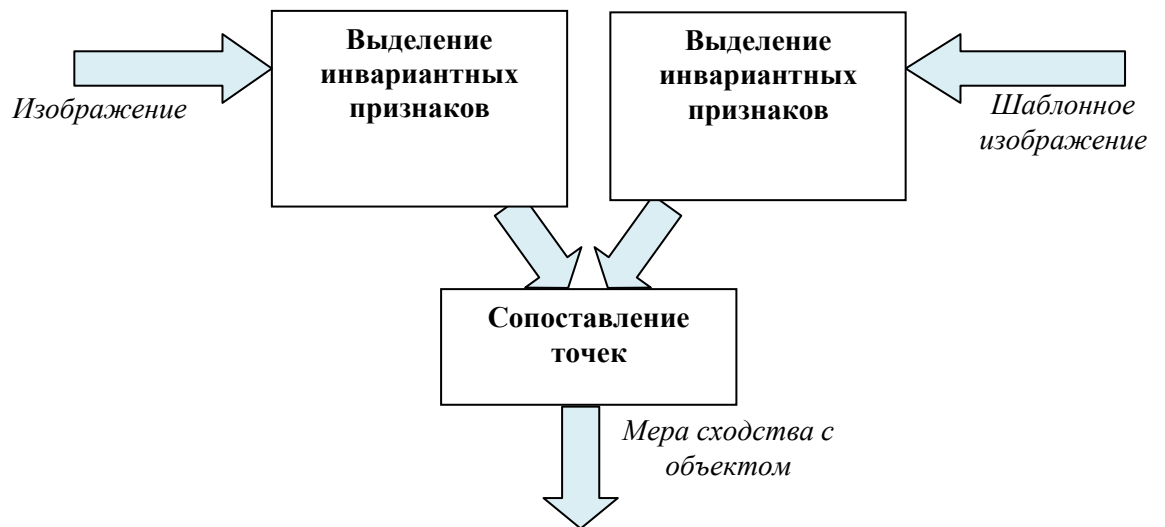 Выделение
инвариантных
признаков
Выделение
инвариантных
признаков
Изображение
Шаблонное
изображение
Сопоставление
точек
Мера сходства с
объектом